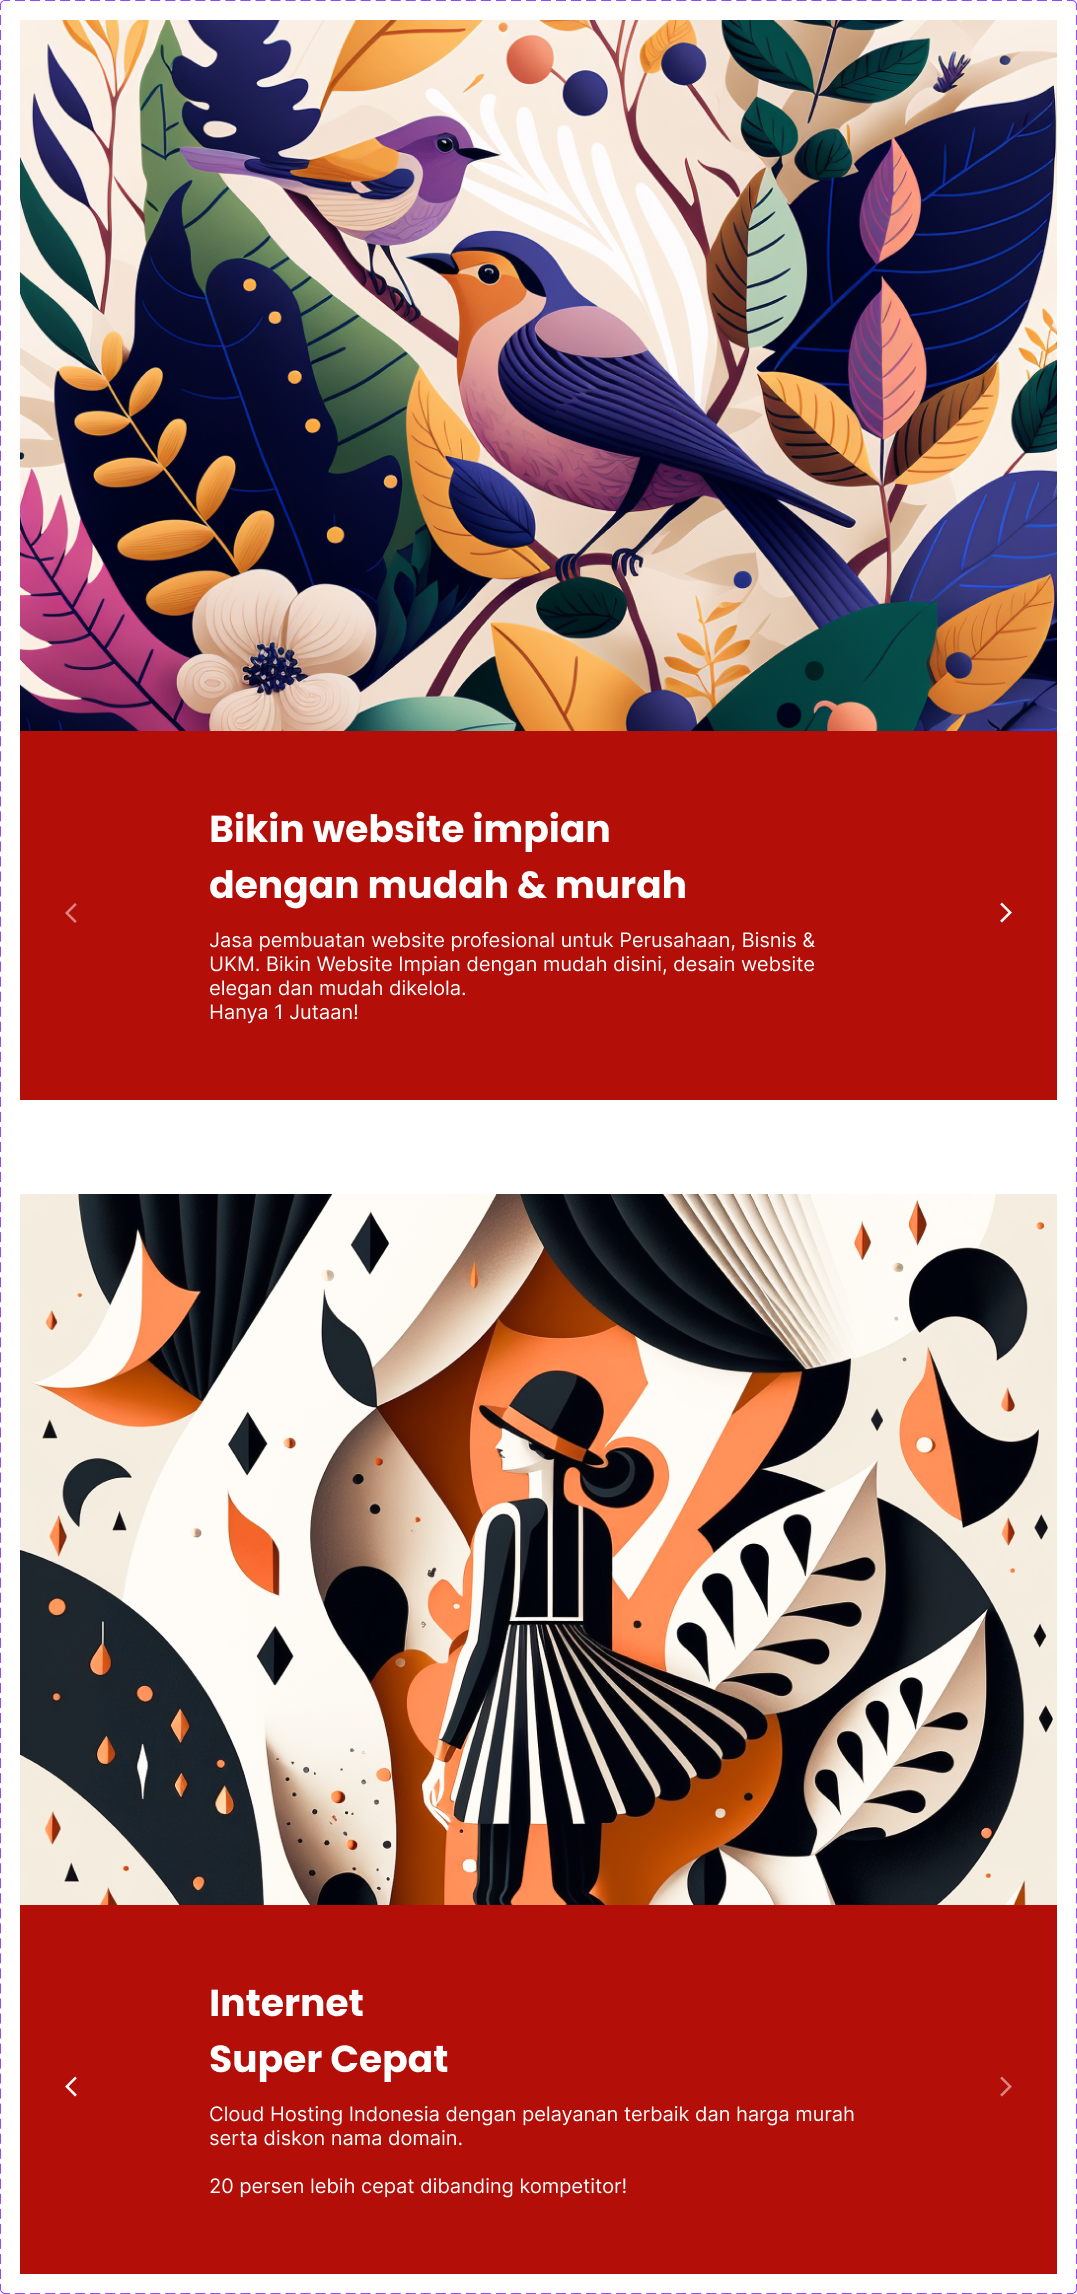 Bikin website impian
dengan mudah & murah
Jasa pembuatan website profesional untuk Perusahaan, Bisnis &
UKM. Bikin Website Impian dengan mudah disini, desain website
elegan dan mudah dikelola.
Hanya 1 Jutaan!
Internet
Super Cepat
Cloud Hosting Indonesia dengan pelayanan terbaik dan harga murah
serta diskon nama domain.
20 persen lebih cepat dibanding kompetitor!